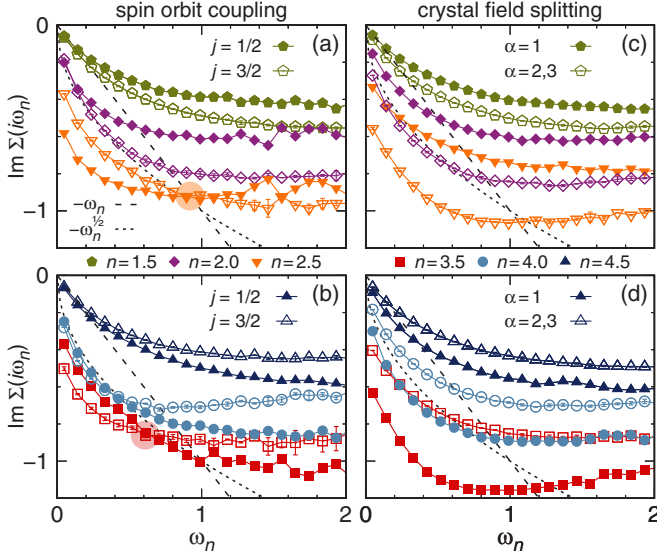 spin orbit coupling
crystal field splitting
0
(a)
j = 1/2
j = 3/2
(c)
α = 1
α = 2,3
Im Σ(iωn)
−1
−ωn
−ωn½
n = 1.5 n = 2.0 n = 2.5
n = 3.5 n = 4.0 n = 4.5
0
(b)
j = 1/2
j = 3/2
(d)
α = 1
α = 2,3
Im Σ(iωn)
−1
0 1 2
0 1 2
ωn
ωn